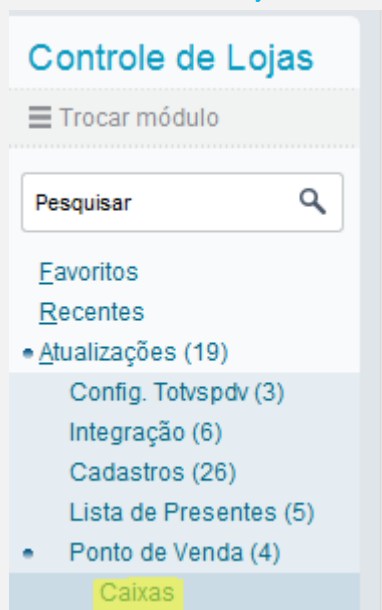 Controle de Lojas
Trocar módulo
Pesquisar
Favoritos
Recentes
Atualizações (19)
Config. Totvspdv (3)
Integração (6)
Cadastros (26)
Lista de Presentes (5)
Ponto de Venda (4)
Caixas